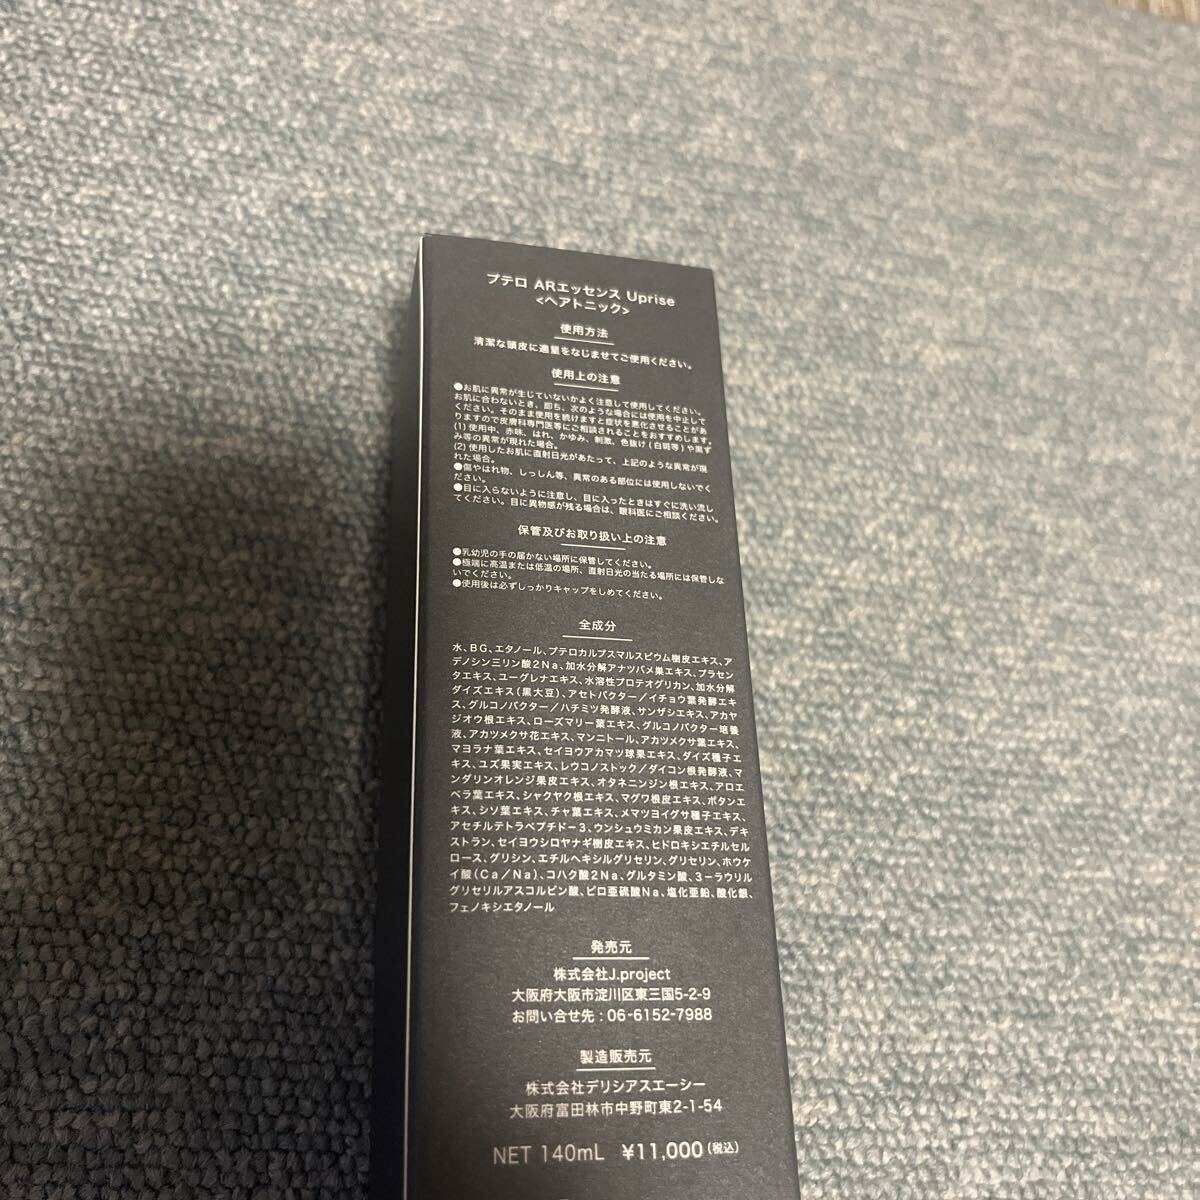 プテロ ARエッセンス Uprise
<ヘアトニック>
使用方法
清潔な頭皮に適量をなじませてご使用ください。
使用上の注意
●お肌に異常が生じていないかよく注意して使用してください。
お肌に合わないとき、即ち、次のような場合には使用を中止して
ください。そのまま使用を続けますと症状を悪化させることがあ
りますので皮膚科専門医等にご相談されることをおすすめします。
(1) 使用中、赤味、はれ、かゆみ、刺激、色抜け (白斑等) や黒ず
み等の異常が現れた場合。
(2) 使用したお肌に直射日光があたって、上記のような異常が現
れた場合。
●傷やはれ物、しっしん等、異常のある部位には使用しないでく
ださい。
●目に入らないように注意し、目に入ったときはすぐに洗い流し
てください。目に異物感が残る場合は、眼科医にご相談ください。
保管及びお取り扱い上の注意
●乳幼児の手の届かない場所に保管してください。
●極端に高温または低温の場所、直射日光の当たる場所には保管しな
いでください。
●使用後は必ずしっかりキャップをしめてください。
全成分
水、BG、エタノール、プテロカルプスマルスピウム樹皮エキス、ア
デノシン三リン酸2Na、加水分解アナツバメ巣エキス、プラセン
タエキス、ユーグレナエキス、水溶性プロテオグリカン、加水分解
ダイズエキス(黒大豆)、アセトバクター/イチョウ葉発酵エキ
ス、グルコノバクター/ハチミツ発酵液、サンザシエキス、アカヤ
ジオウ根エキス、ローズマリー葉エキス、グルコノバクター培養
液、アカツメクサ花エキス、マンニトール、アカツメクサ葉エキス、
マヨラナ葉エキス、セイヨウアカマツ球果エキス、ダイズ種子エ
キス、ユズ果実エキス、レウコノストック/ダイコン根発酵液、マ
ンダリンオレンジ果皮エキス、オタネニンジン根エキス、アロエ
ベラ葉エキス、シャクヤク根エキス、マグワ根皮エキス、ボタンエ
キス、シソ葉エキス、チャ葉エキス、メマツヨイグサ種子エキス、
アセチルテトラペプチド-3、ウンシュウミカン果皮エキス、デキ
ストラン、セイヨウシロヤナギ樹皮エキス、ヒドロキシエチルセル
ロース、グリシン、エチルヘキシルグリセリン、グリセリン、ホウケ
イ酸(Ca/Na)、コハク酸2Na、グルタミン酸、3-ラウリル
グリセリルアスコルビン酸、ピロ亜硫酸Na、塩化亜鉛、酸化銀、
フェノキシエタノール
発売元
株式会社J.project
大阪府大阪市淀川区東三国5-2-9
お問い合せ先 : 06-6152-7988
製造販売元
株式会社デリシアスエーシー
大阪府富田林市中野町東2-1-54
NET 140mL ¥11,000 (税込)